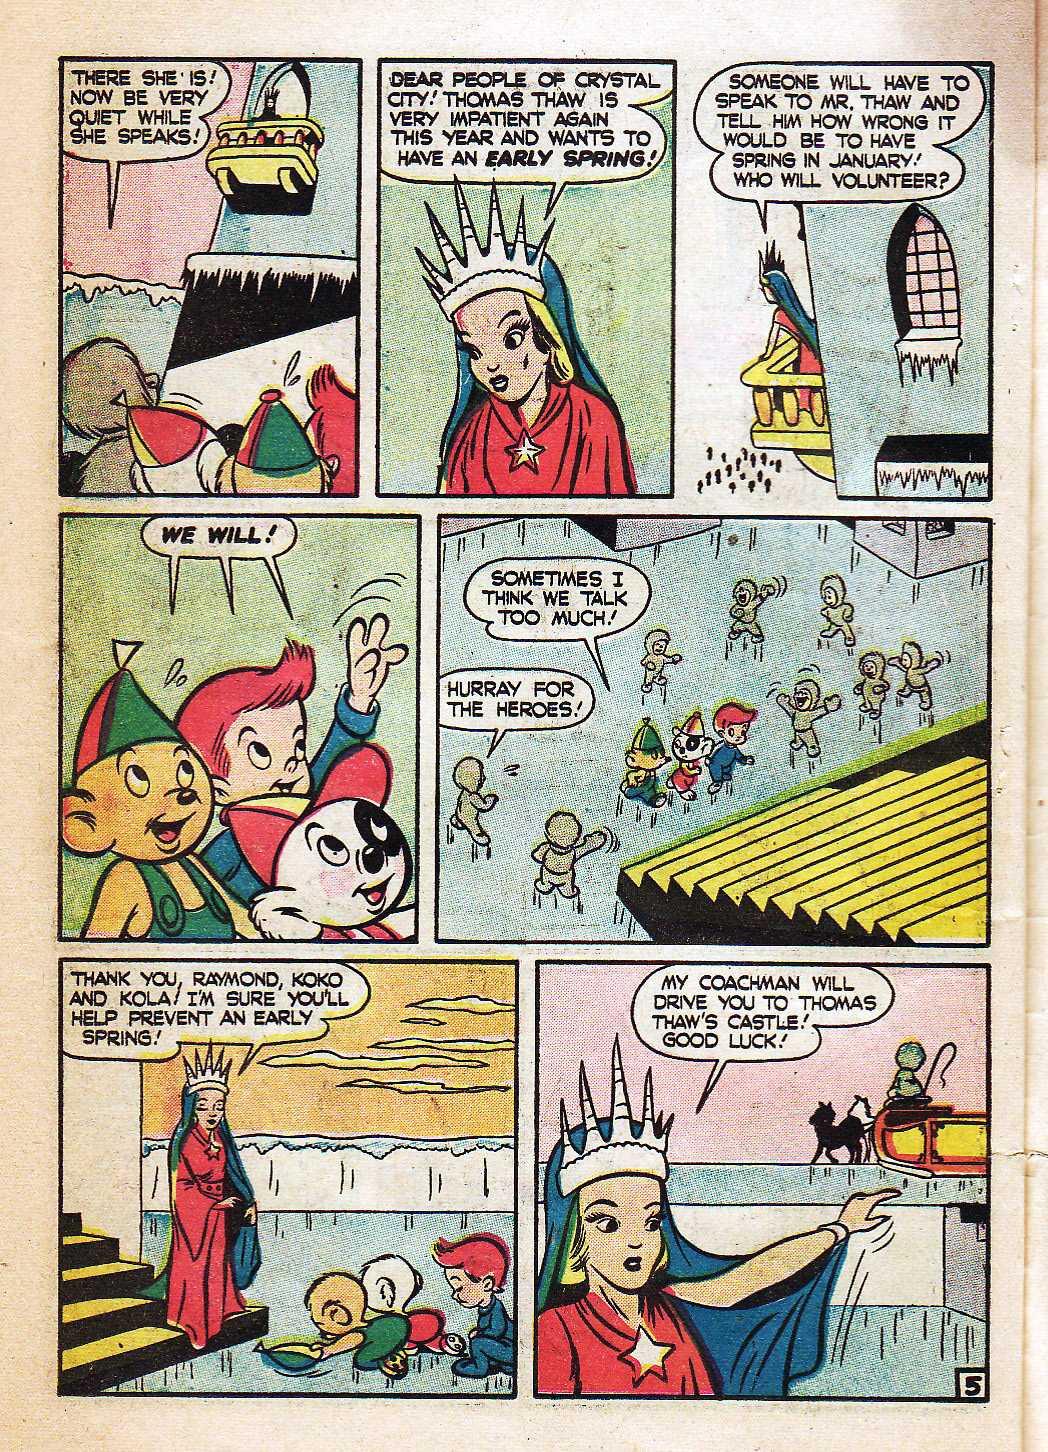 THERE SHE IS!
NOW BE VERY
QUIET WHILE
SHE SPEAKS!
DEAR PEOPLE OF CRYSTAL
CITY! THOMAS THAW IS
VERY IMPATIENT AGAIN
THIS YEAR AND WANTS TO
HAVE AN EARLY SPRING!
SOMEONE WILL HAVE TO
SPEAK TO MR. THAW AND
TELL HIM HOW WRONG IT
WOULD BE TO HAVE
SPRING IN JANUARY!
WHO WILL VOLUNTEER?
WE WILL!
SOMETIMES I
THINK WE TALK
TOO MUCH!
HURRAY FOR
THE HEROES!
THANK YOU, RAYMOND, KOKO
AND KOLA! I'M SURE YOU'LL
HELP PREVENT AN EARLY
SPRING!
MY COACHMAN WILL
DRIVE YOU TO THOMAS
THAW'S CASTLE!
GOOD LUCK!
5